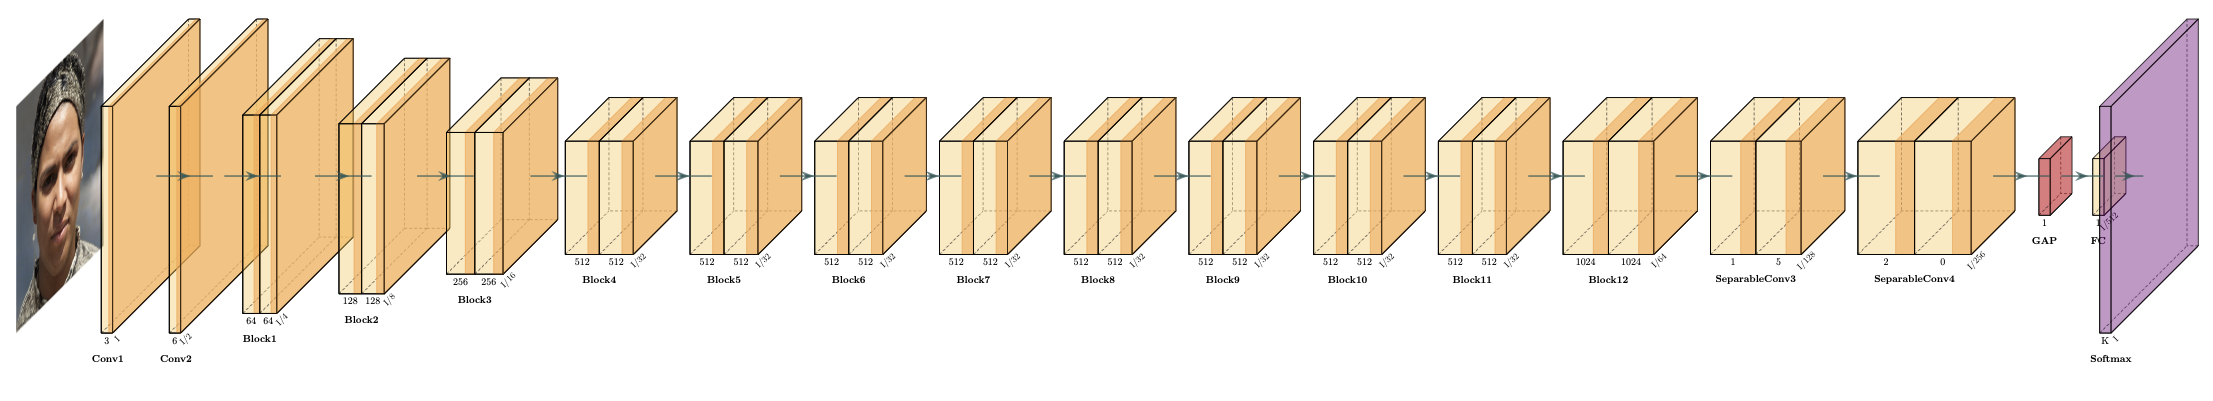 3 1
Conv1
6 1/2
Conv2
64 64 1/4
Block1
128 128 1/8
Block2
256 256 1/16
Block3
512 512 1/32
Block4
512 512 1/32
Block5
512 512 1/32
Block6
512 512 1/32
Block7
512 512 1/32
Block8
512 512 1/32
Block9
512 512 1/32
Block10
512 512 1/32
Block11
1024 1024 1/64
Block12
1 5 1/128
SeparableConv3
2 0 1/256
SeparableConv4
1
GAP
1 1/512
FC
K 1
Softmax